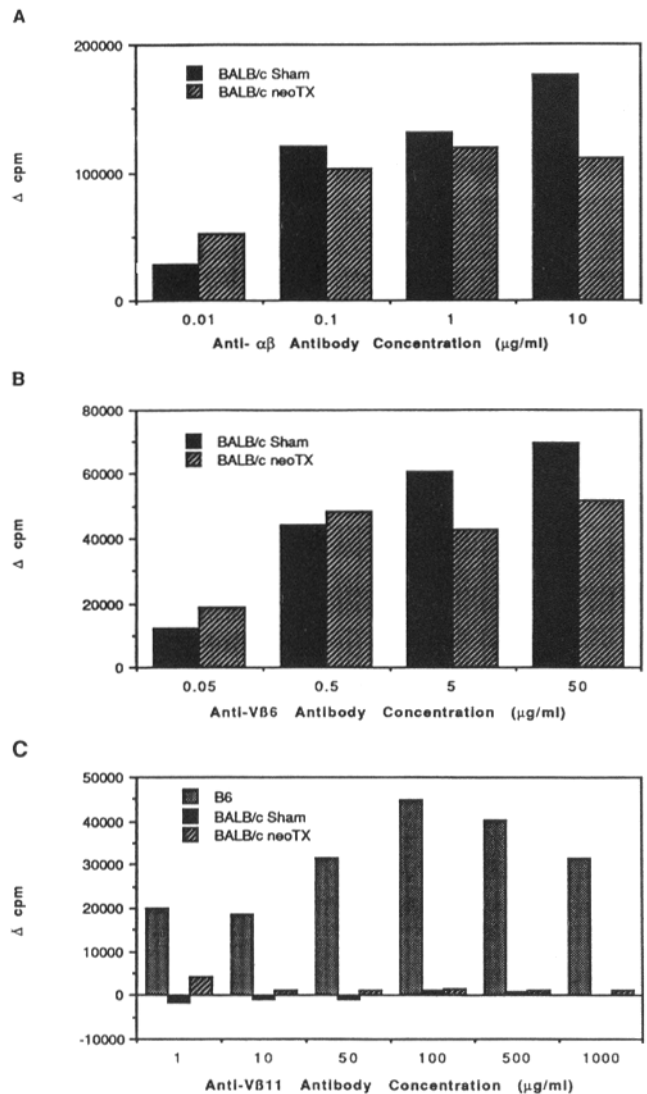 A
200000
BALB/c Sham
BALB/c neoTX
100000
Δ cpm
0
0.01 0.1 1 10
Anti- αβ Antibody Concentration (µg/ml)
B
80000
BALB/c Sham
BALB/c neoTX
60000
40000
Δ cpm
20000
0
0.05 0.5 5 50
Anti-Vß6 Antibody Concentration (µg/ml)
C
50000
B6
BALB/c Sham
BALB/c neoTX
40000
30000
20000
Δ cpm
10000
0
-10000
1 10 50 100 500 1000
Anti-Vß11 Antibody Concentration (µg/ml)